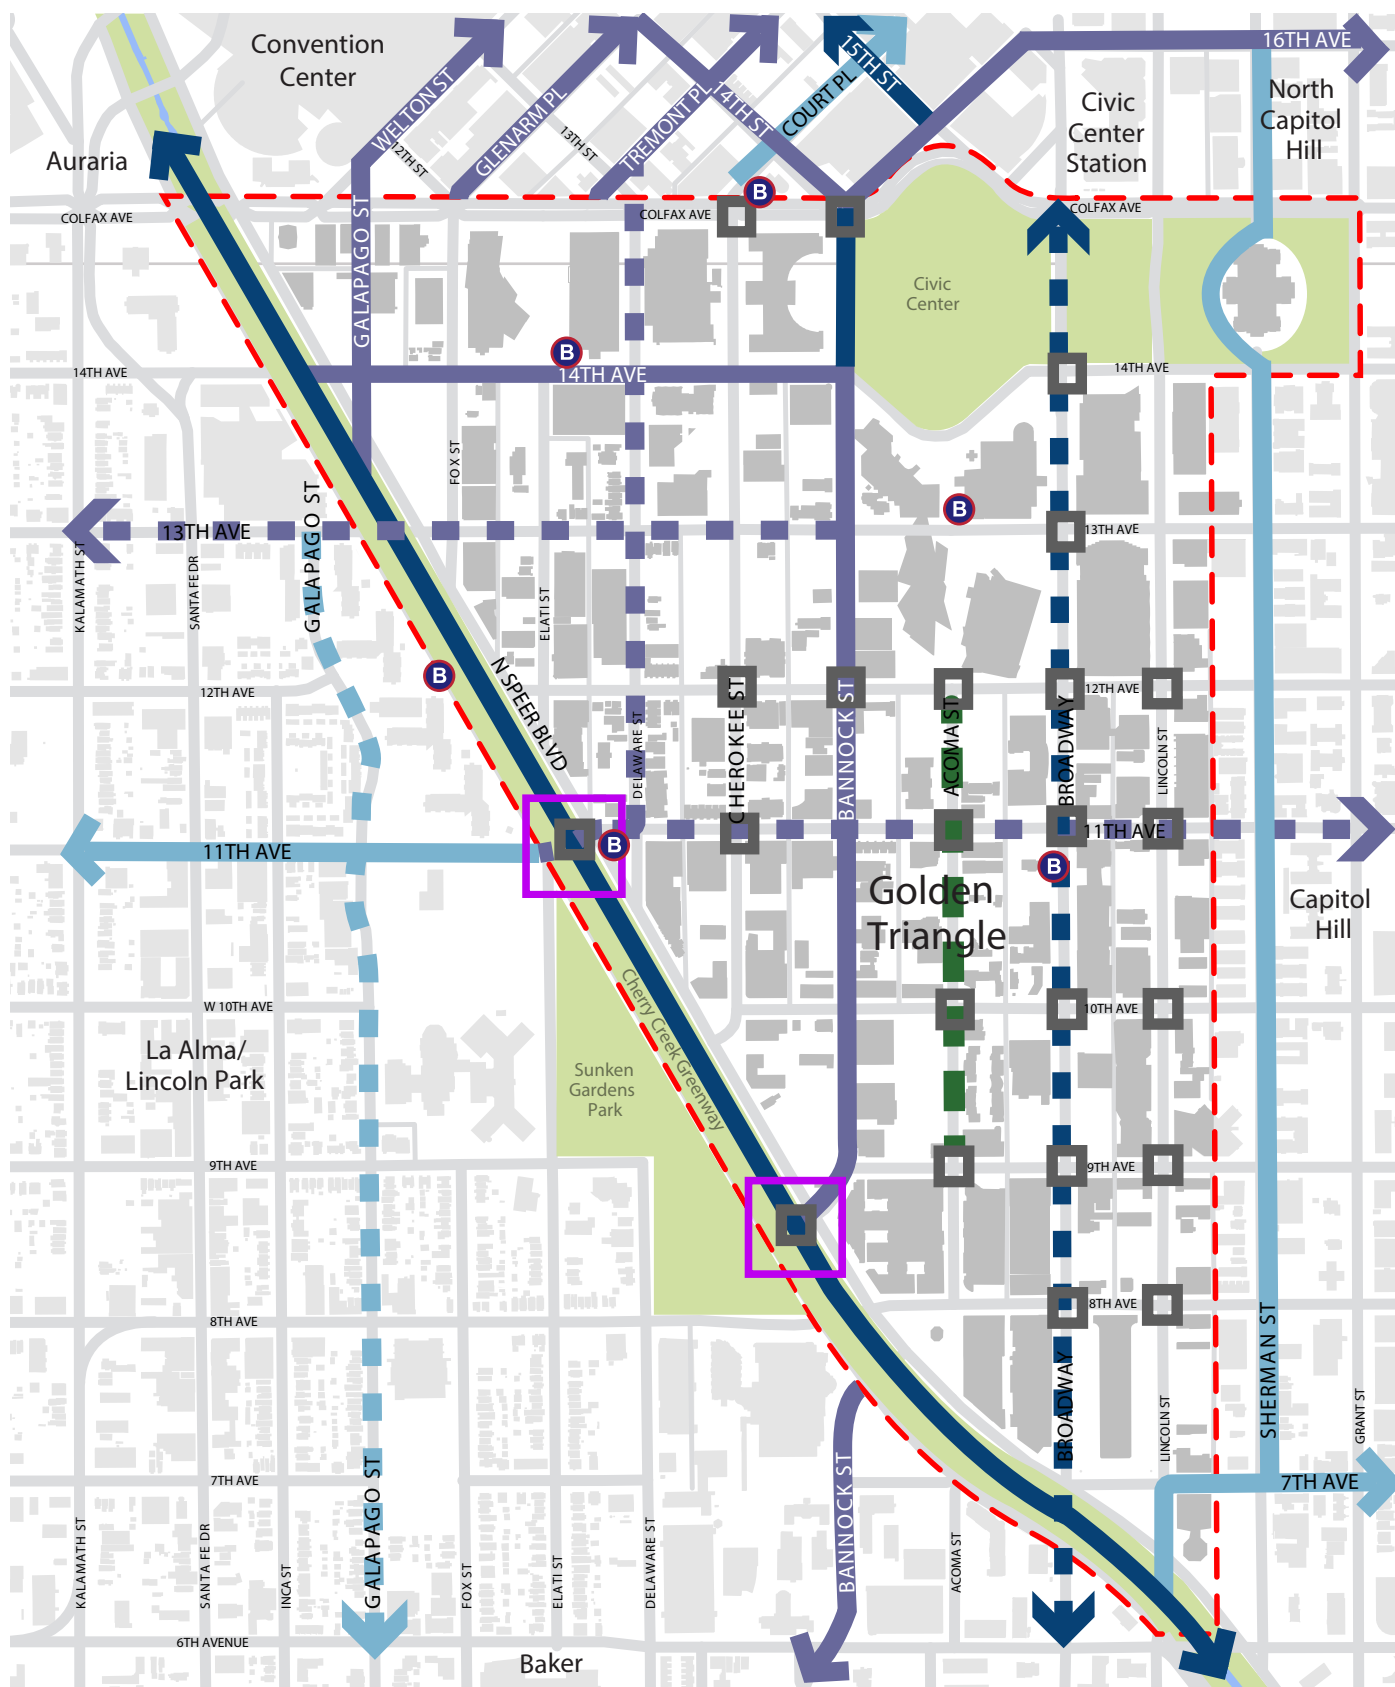 Convention
Center
16TH AVE
15TH ST
WELTON ST
COURT PL
North
Capitol
Hill
Civic
Center
Station
14TH ST
GLENARM PL
TREMONT PL
13TH ST
12TH ST
Auraria
B
COLFAX AVE
COLFAX AVE
COLFAX AVE
GALAPAGO ST
Civic
Center
B
14TH AVE
14TH AVE
14TH AVE
FOX ST
GALAPAGO ST
B
13TH AVE
13TH AVE
KALAMATH ST
SANTA FE DR
ELATI ST
N SPEER BLVD
B
12TH AVE
12TH AVE
DELAWARE ST
CHEROKEE ST
BANNOCK ST
ACOMA ST
BROADWAY
LINCOLN ST
11TH AVE
11TH AVE
B
B
Golden
Triangle
Capitol
Hill
W 10TH AVE
10TH AVE
Cherry Creek Greenway
La Alma/
Lincoln Park
Sunken
Gardens
Park
9TH AVE
9TH AVE
8TH AVE
8TH AVE
SHERMAN ST
BROADWAY
LINCOLN ST
GRANT ST
7TH AVE
7TH AVE
GALAPAGO ST
BANNOCK ST
KALAMATH ST
SANTA FE DR
INCA ST
FOX ST
ELATI ST
DELAWARE ST
ACOMA ST
6TH AVENUE
Baker